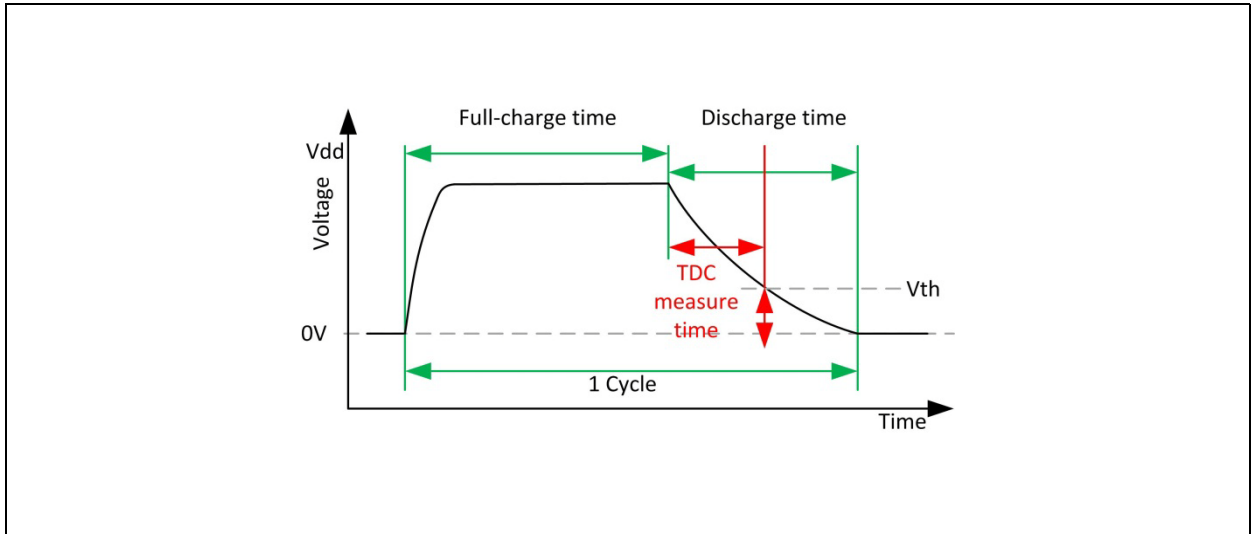 Full-charge time
Discharge time
Vdd
Voltage
TDC
measure
time
Vth
0V
1 Cycle
Time